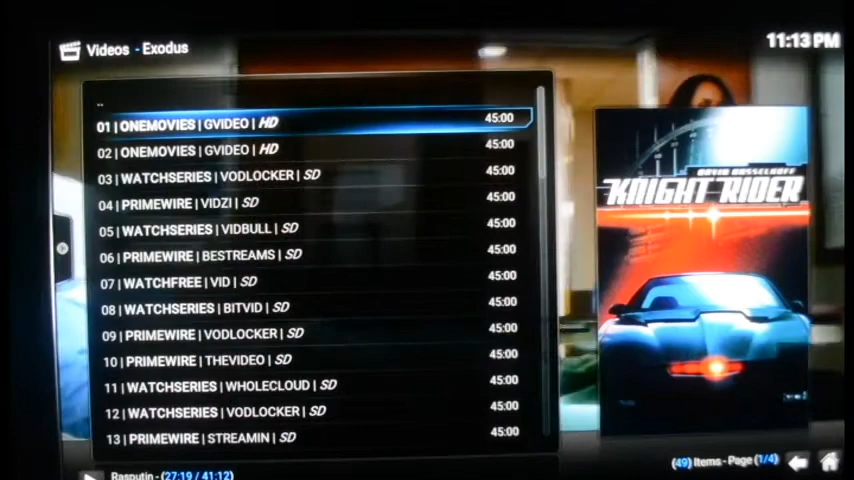 Videos - Exodus
11:13 PM
..
01 | ONEMOVIES | GVIDEO | HD 45:00
02 | ONEMOVIES | GVIDEO | HD 45:00
03 | WATCHSERIES | VODLOCKER | SD 45:00
04 | PRIMEWIRE | VIDZI | SD 45:00
05 | WATCHSERIES | VIDBULL | SD 45:00
06 | PRIMEWIRE | BESTREAMS | SD 45:00
07 | WATCHFREE | VID | SD 45:00
08 | WATCHSERIES | BITVID | SD 45:00
09 | PRIMEWIRE | VODLOCKER | SD 45:00
10 | PRIMEWIRE | THEVIDEO | SD 45:00
11 | WATCHSERIES | WHOLECLOUD | SD 45:00
12 | WATCHSERIES | VODLOCKER | SD 45:00
13 | PRIMEWIRE | STREAMIN | SD 45:00
DAVID HASSELHOFF
KNIGHT RIDER
(49) Items - Page (1/4)
Rasputin - (27:19 / 41:12)